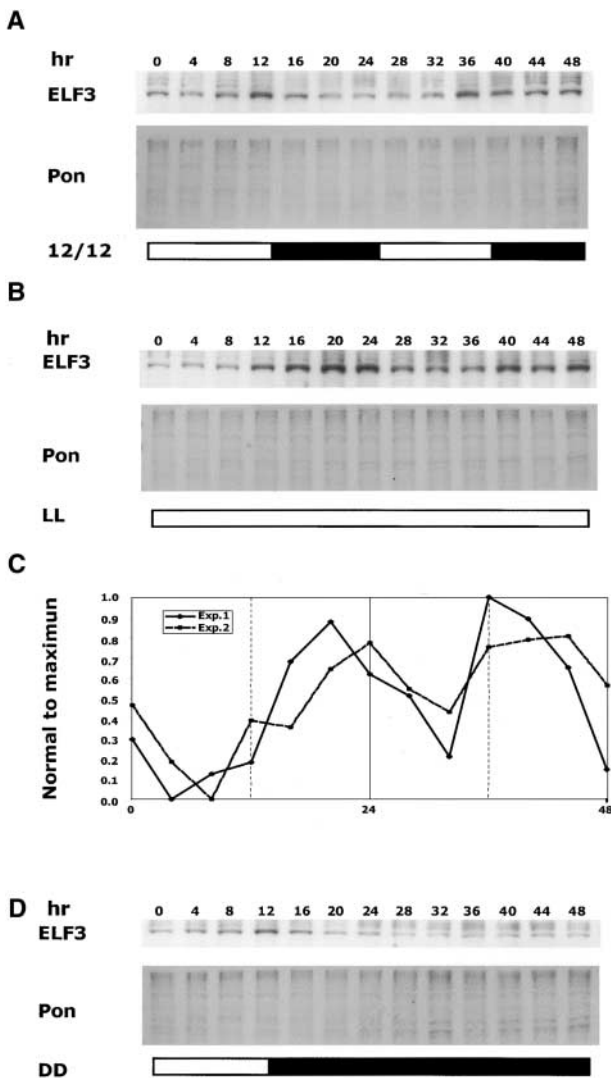 A
hr 0 4 8 12 16 20 24 28 32 36 40 44 48
ELF3
Pon
12/12
B
hr 0 4 8 12 16 20 24 28 32 36 40 44 48
ELF3
Pon
LL
C
Normal to maximun
1.0
0.9
0.8
0.7
0.6
0.5
0.4
0.3
0.2
0.1
0.0
Exp.1
Exp.2
0 24 48
D hr 0 4 8 12 16 20 24 28 32 36 40 44 48
ELF3
Pon
DD